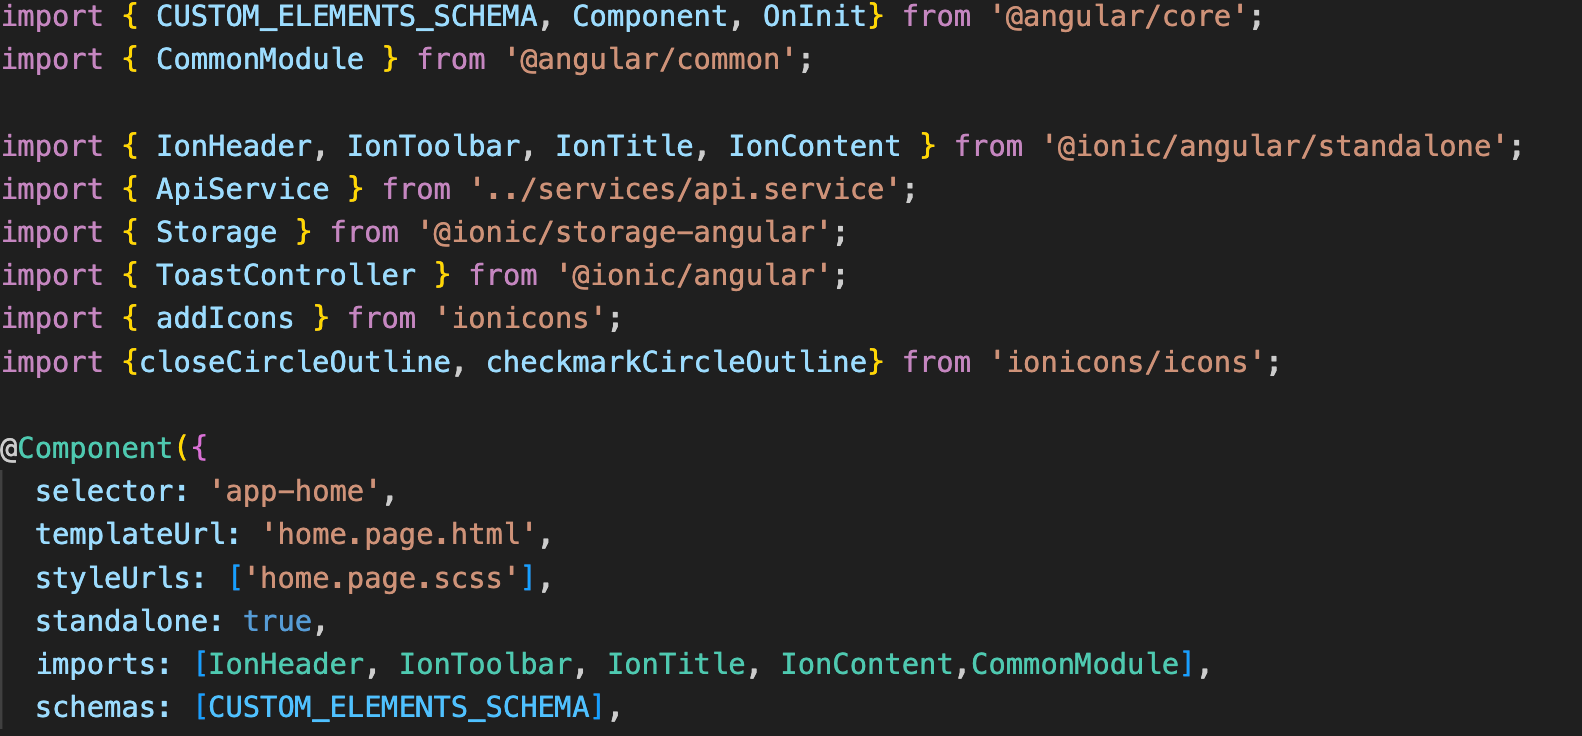 import { CUSTOM_ELEMENTS_SCHEMA, Component, OnInit} from '@angular/core';
import { CommonModule } from '@angular/common';
import { IonHeader, IonToolbar, IonTitle, IonContent } from '@ionic/angular/standalone';
import { ApiService } from '../services/api.service';
import { Storage } from '@ionic/storage-angular';
import { ToastController } from '@ionic/angular';
import { addIcons } from 'ionicons';
import {closeCircleOutline, checkmarkCircleOutline} from 'ionicons/icons';
@Component({
  selector: 'app-home',
  templateUrl: 'home.page.html',
  styleUrls: ['home.page.scss'],
  standalone: true,
  imports: [IonHeader, IonToolbar, IonTitle, IonContent,CommonModule],
  schemas: [CUSTOM_ELEMENTS_SCHEMA],